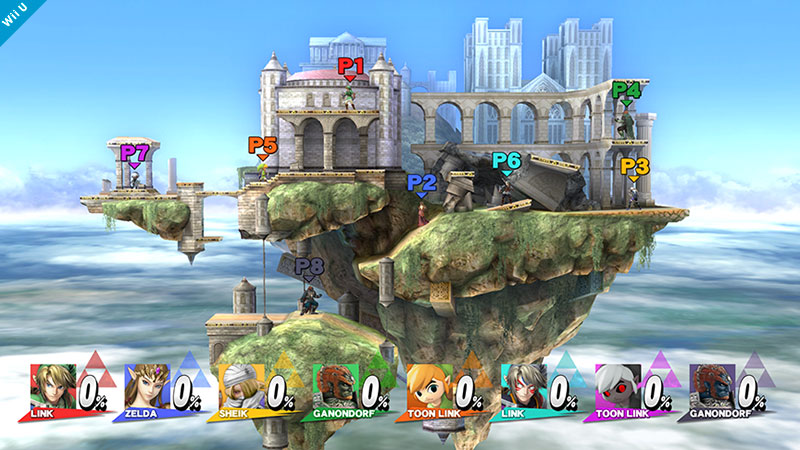 Wii U
P1
P4
P7
P5
P6
P3
P2
P8
0%
0%
0%
0%
0%
0%
0%
0%
LINK
ZELDA
SHEIK
GANONDORF
TOON LINK
LINK
TOON LINK
GANONDORF